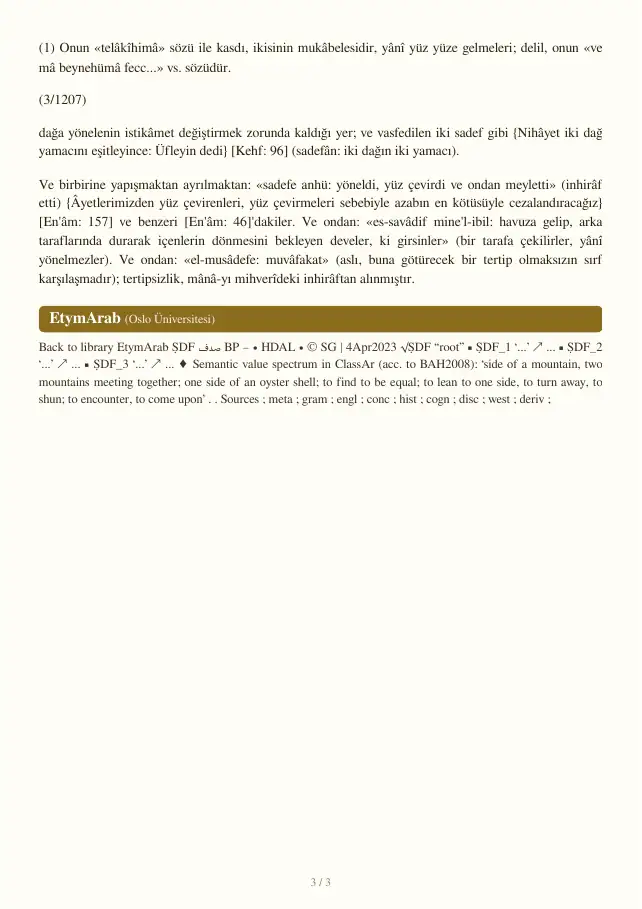 (1) Onun «telâkîhimâ» sözü ile kasdı, ikisinin mukâbelesidir, yânî yüz yüze gelmeleri; delil, onun «ve
mâ beynehümâ fecc...» vs. sözüdür.
(3/1207)
dağa yönelenin istikâmet değiştirmek zorunda kaldığı yer; ve vasfedilen iki sadef gibi {Nihâyet iki dağ
yamacını eşitleyince: Üfleyin dedi} [Kehf: 96] (sadefân: iki dağın iki yamacı).
Ve birbirine yapışmaktan ayrılmaktan: «sadefe anhü: yöneldi, yüz çevirdi ve ondan meyletti» (inhirâf
etti) {Âyetlerimizden yüz çevirenleri, yüz çevirmeleri sebebiyle azabın en kötüsüyle cezalandıracağız}
[En'âm: 157] ve benzeri [En'âm: 46]'dakiler. Ve ondan: «es-savâdif mine'l-ibil: havuza gelip, arka
taraflarında durarak içenlerin dönmesini bekleyen develer, ki girsinler» (bir tarafa çekilirler, yânî
yönelmezler). Ve ondan: «el-musâdefe: muvâfakat» (aslı, buna götürecek bir tertip olmaksızın sırf
karşılaşmadır); tertipsizlik, mânâ-yı mihverîdeki inhirâftan alınmıştır.
EtymArab (Oslo Üniversitesi)
Back to library EtymArab ṢDF صدف BP – • HDAL • © SG | 4Apr2023 √ṢDF “root” ▪ ṢDF_1 ‘...’ ↗ ... ▪ ṢDF_2
‘...’ ↗ ... ▪ ṢDF_3 ‘...’ ↗ ... ♦ Semantic value spectrum in ClassAr (acc. to BAH2008): ‘side of a mountain, two
mountains meeting together; one side of an oyster shell; to find to be equal; to lean to one side, to turn away, to
shun; to encounter, to come upon’ . . Sources ; meta ; gram ; engl ; conc ; hist ; cogn ; disc ; west ; deriv ;
3 / 3